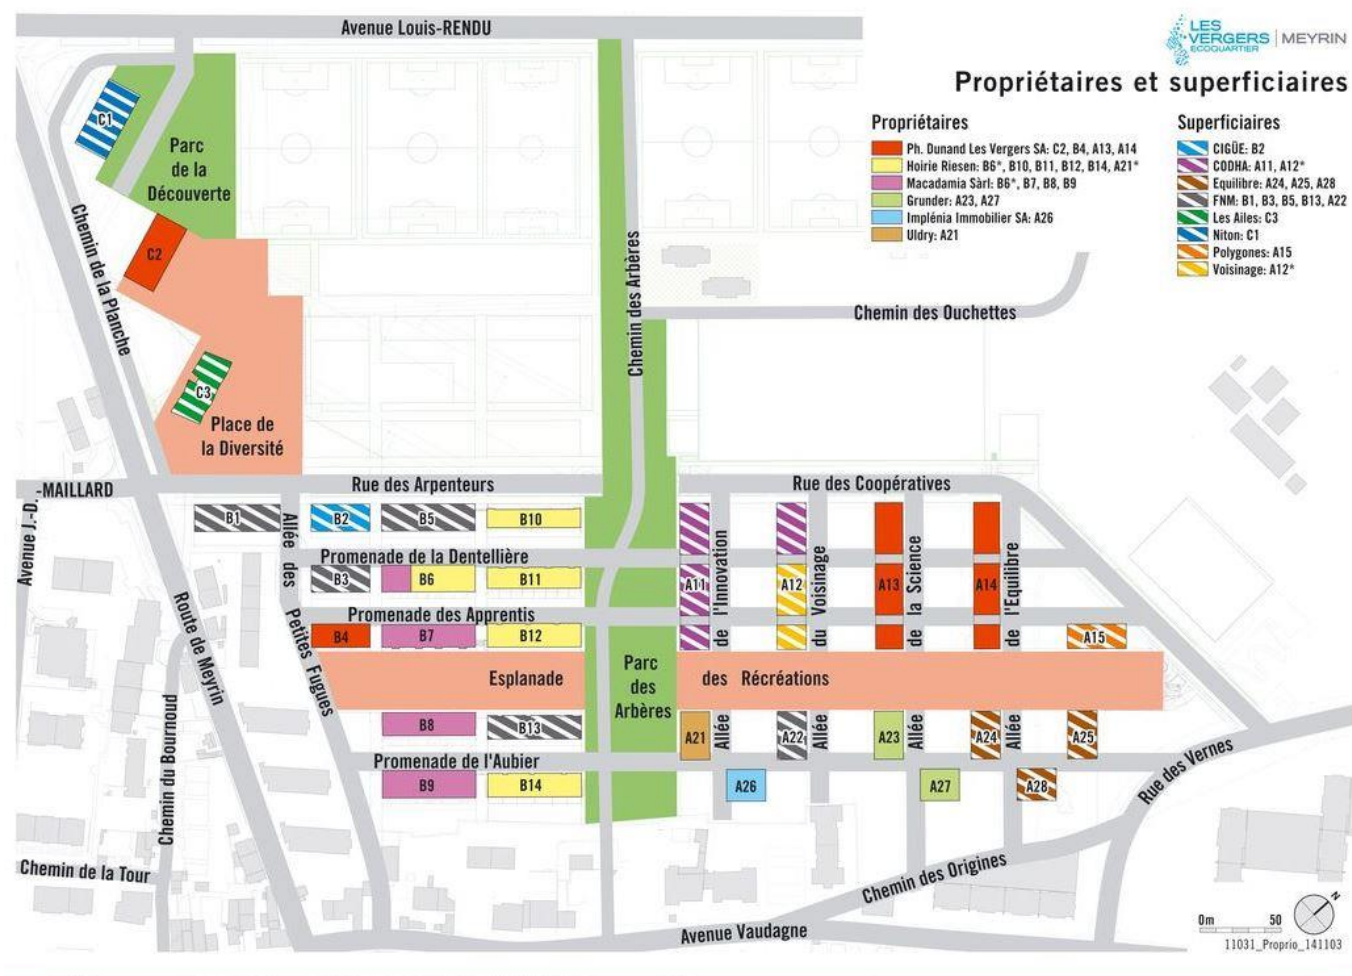 Avenue Louis-RENDU
LES
VERGERS
ECOQUARTIER
MEYRIN
Propriétaires et superficiaires
Propriétaires
Ph. Dunand Les Vergers SA: C2, B4, A13, A14
Hoirie Riesen: B6*, B10, B11, B12, B14, A21*
Macadamia Sàrl: B6*, B7, B8, B9
Grunder: A23, A27
Implénia Immobilier SA: A26
Uldry: A21
Superficiaires
CIGÜE: B2
CODHA: A11, A12*
Equilibre: A24, A25, A28
FNM: B1, B3, B5, B13, A22
Les Ailes: C3
Niton: C1
Polygones: A15
Voisinage: A12*
C1
Parc
de la
Découverte
C2
Chemin de la Planche
Chemin des Arbères
Chemin des Ouchettes
C3
Place de
la Diversité
Avenue J.-D.
-MAILLARD
Rue des Arpenteurs
Rue des Coopératives
B1
B2
B5
B10
Allée des Petites Fugues
Promenade de la Dentellière
B3
B6
B11
A11
A12
A13
A14
Promenade des Apprentis
B4
B7
B12
A15
Allée de l'Innovation
Allée du Voisinage
Allée de la Science
Allée de l'Equilibre
Esplanade
des Récréations
Parc
des
Arbères
Route de Meyrin
Chemin du Bournoud
B8
B13
A21
A22
A23
A24
A25
Promenade de l'Aubier
B9
B14
A26
A27
A28
Rue des Vernes
Chemin de la Tour
Chemin des Origines
Avenue Vaudagne
N
0m 50
11031_Proprio_141103